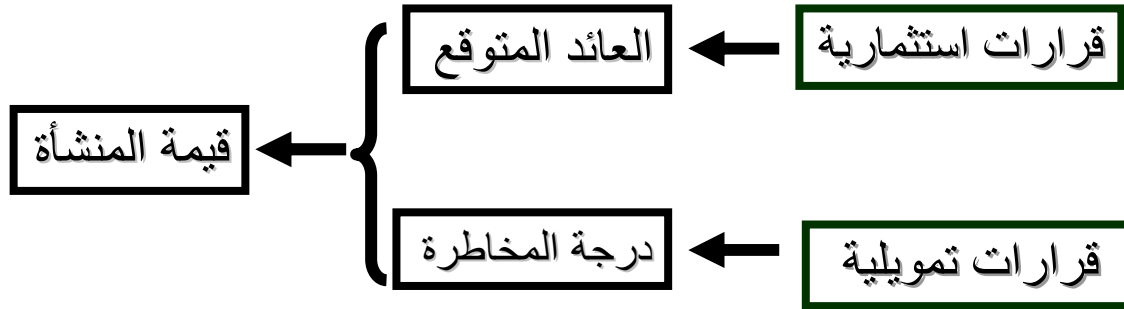 قرارات استثمارية
العائد المتوقع
قيمة المنشأة
درجة المخاطرة
قرارات تمويلية